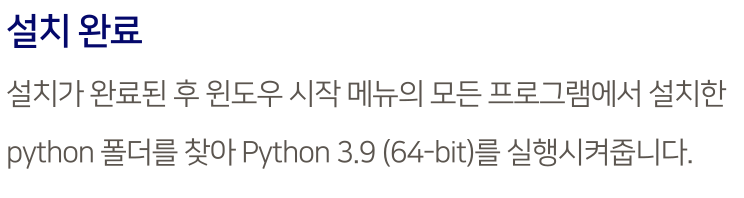 설치 완료
설치가 완료된 후 윈도우 시작 메뉴의 모든 프로그램에서 설치한
python 폴더를 찾아 Python 3.9 (64-bit)를 실행시켜줍니다.